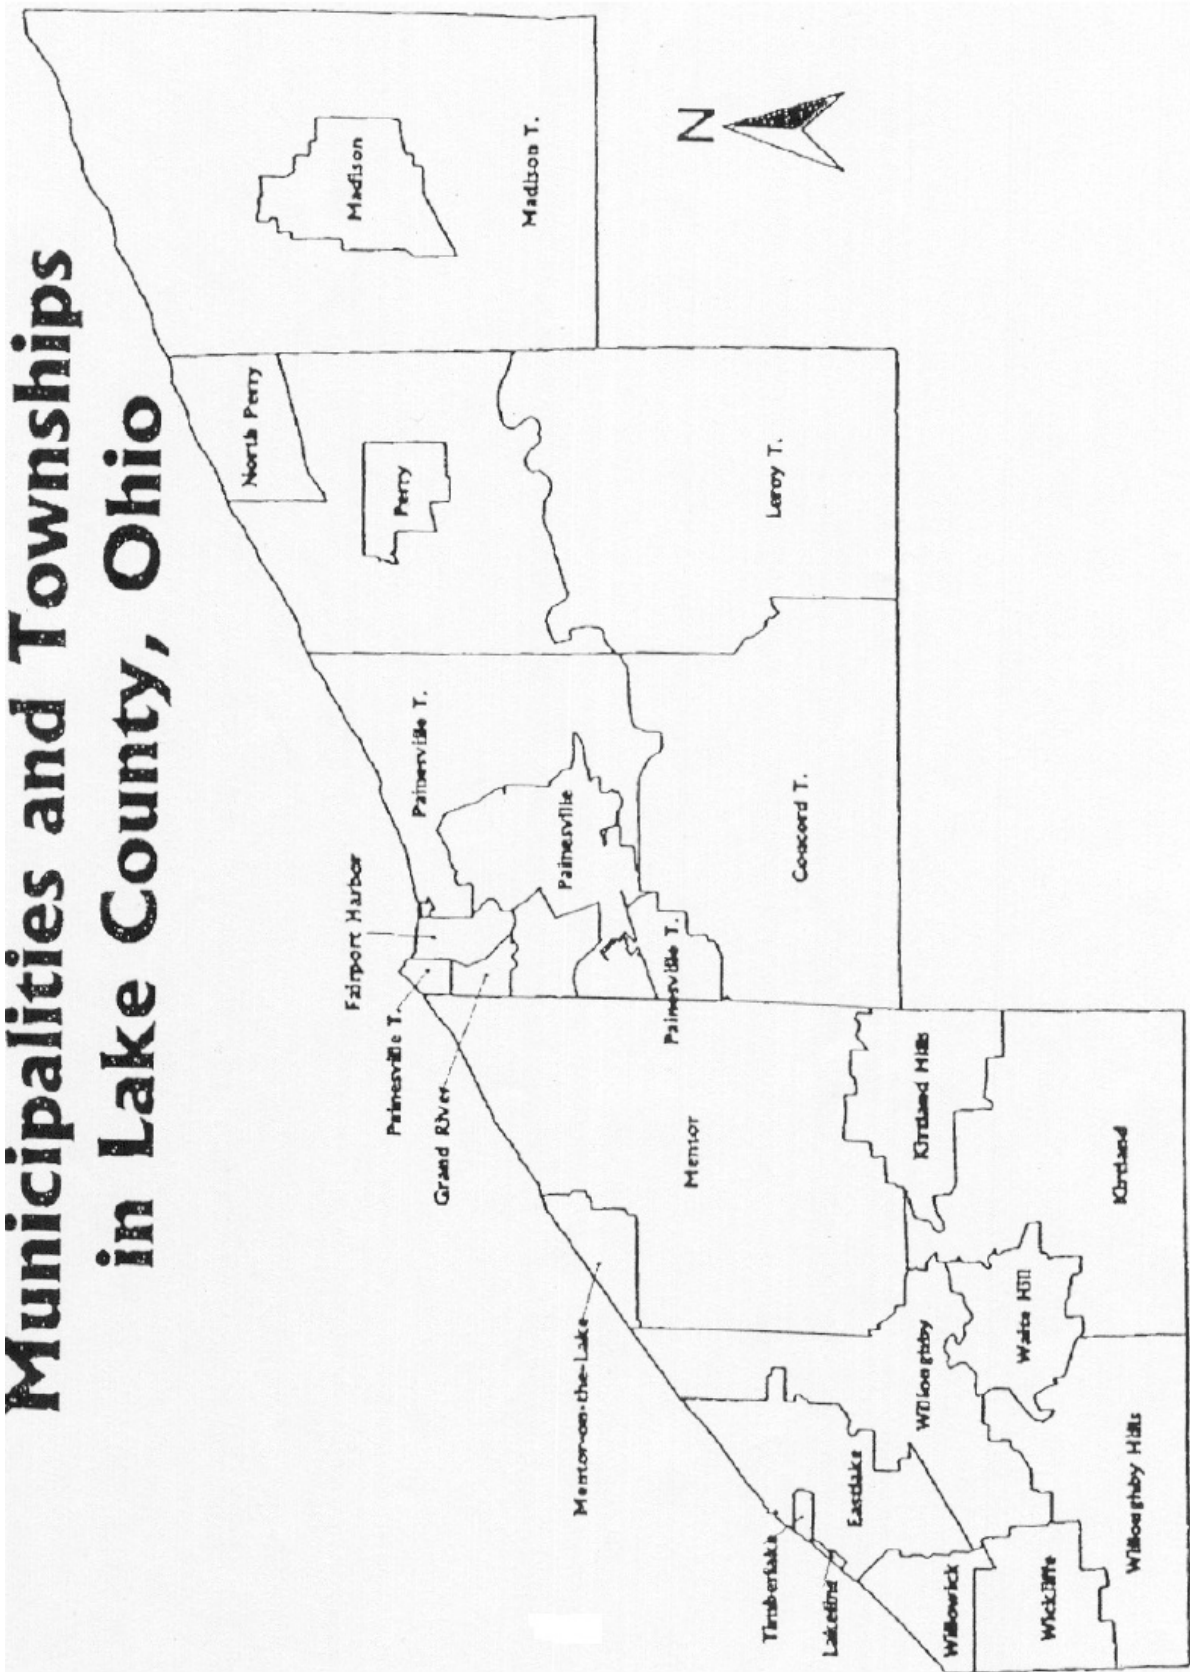 Municipalities and Townships
in Lake County, Ohio
North Perry
Madison
Fairport Harbor
Painesville T.
Perry
Painesville T.
Grand River
Madison T.
Painesville
Mentor-on-the-Lake
Painesville T.
Mentor
N
Timberlake
Leroy T.
Concord T.
Lakeline
Eastlake
Willoughby
Kirtland Hills
Willowick
Waite Hill
Wickliffe
Kirtland
Willoughby Hills